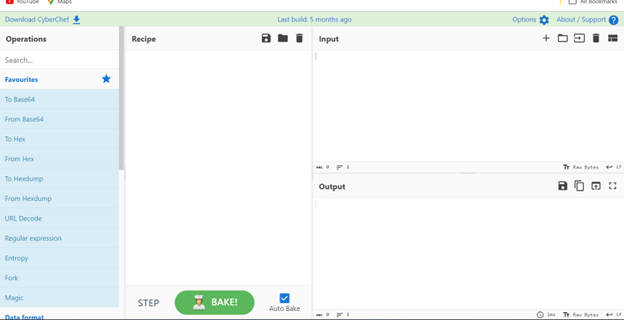 YouTube Maps All Bookmarks
Download CyberChef Last build: 5 months ago Options About / Support
Operations
Search...
Favourites
To Base64
From Base64
To Hex
From Hex
To Hexdump
From Hexdump
URL Decode
Regular expression
Entropy
Fork
Magic
Data format
Recipe
STEP
BAKE!
Auto Bake
Input
0 1 Raw Bytes LF
Output
0 1 1ms Raw Bytes LF